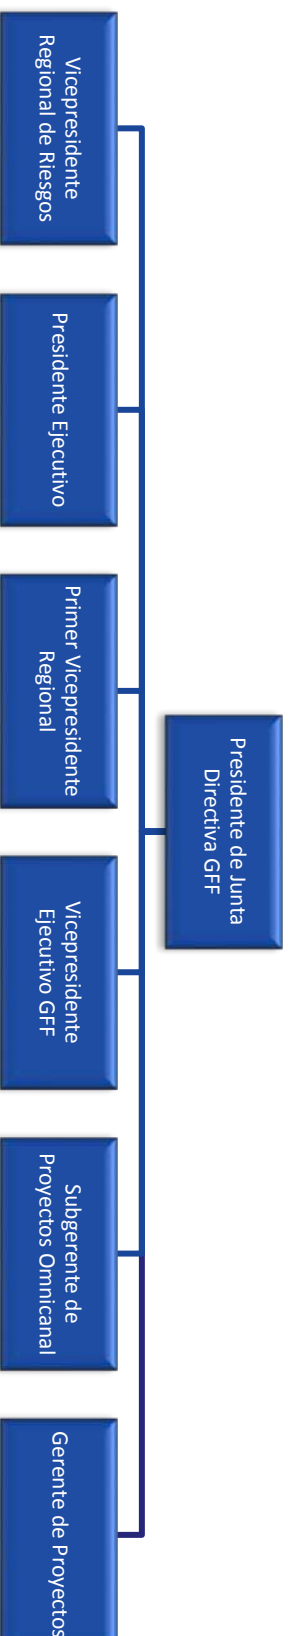 Presidente de Junta
Directiva GFF
Vicepresidente
Regional de Riesgos
Presidente Ejecutivo
Primer Vicepresidente
Regional
Vicepresidente
Ejecutivo GFF
Subgerente de
Proyectos Omnicanal
Gerente de Proyectos